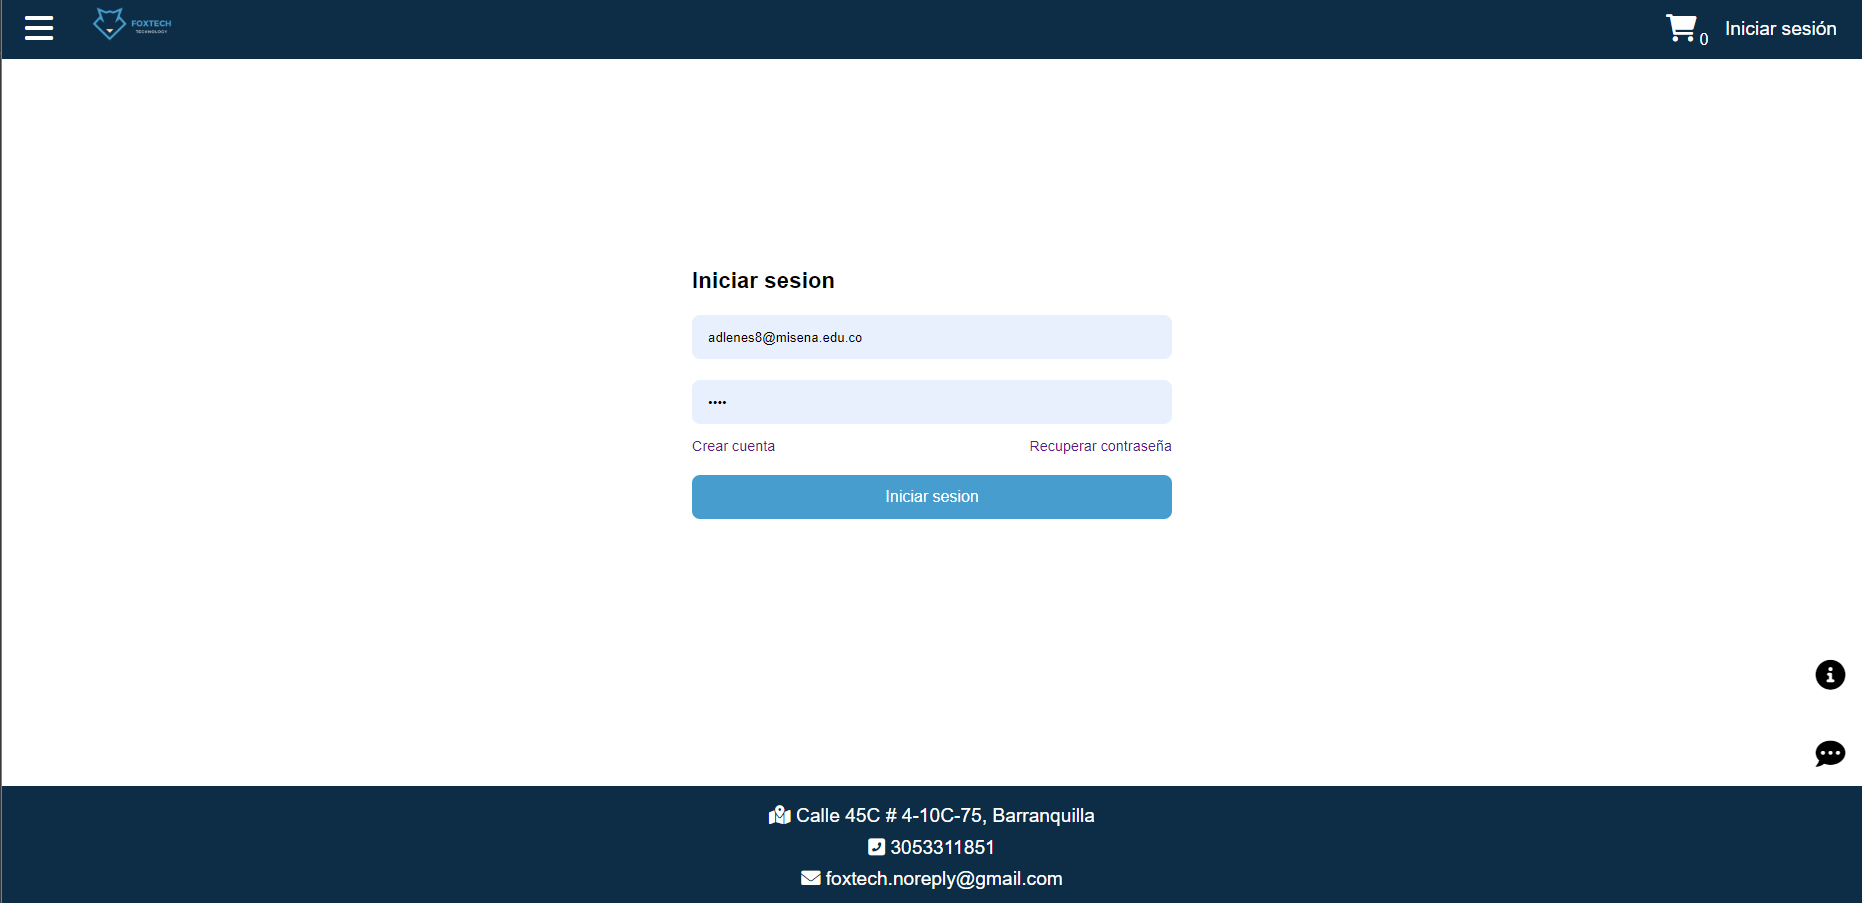 FOXTECH
TECHNOLOGY
0
Iniciar sesión
Iniciar sesion
adlenes8@misena.edu.co
••••
Crear cuenta
Recuperar contraseña
Iniciar sesion
Calle 45C # 4-10C-75, Barranquilla
3053311851
foxtech.noreply@gmail.com